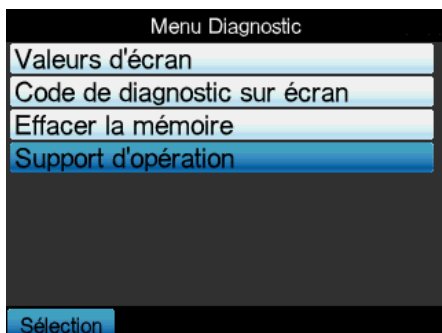 Menu Diagnostic
Valeurs d'écran
Code de diagnostic sur écran
Effacer la mémoire
Support d'opération
Sélection